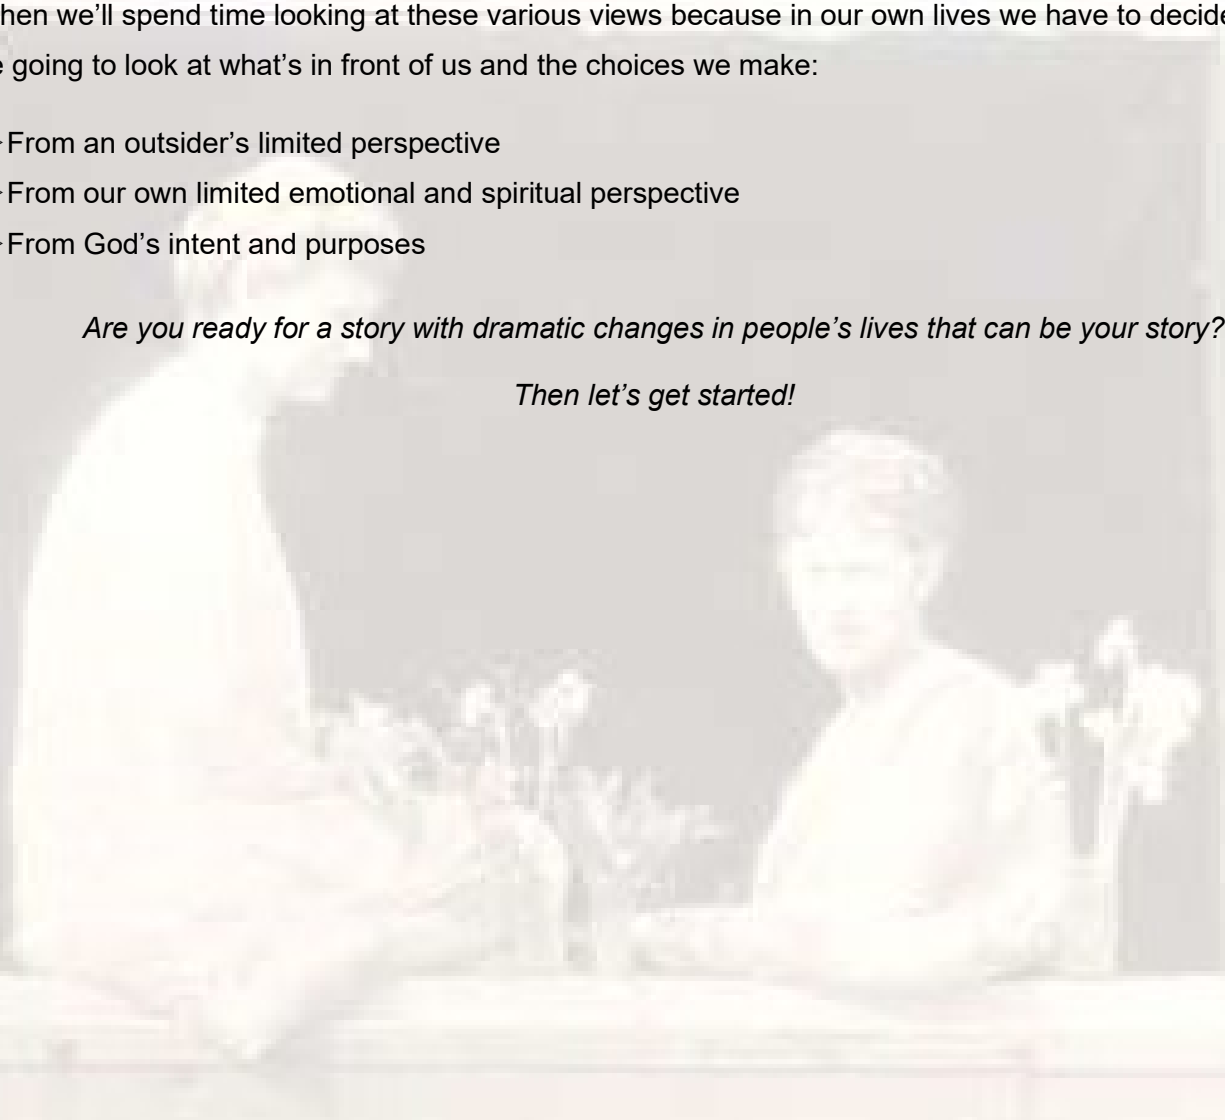 hen we’ll spend time looking at these various views because in our own lives we have to decide
going to look at what’s in front of us and the choices we make:
From an outsider’s limited perspective
From our own limited emotional and spiritual perspective
From God’s intent and purposes
Are you ready for a story with dramatic changes in people’s lives that can be your story?
Then let’s get started!